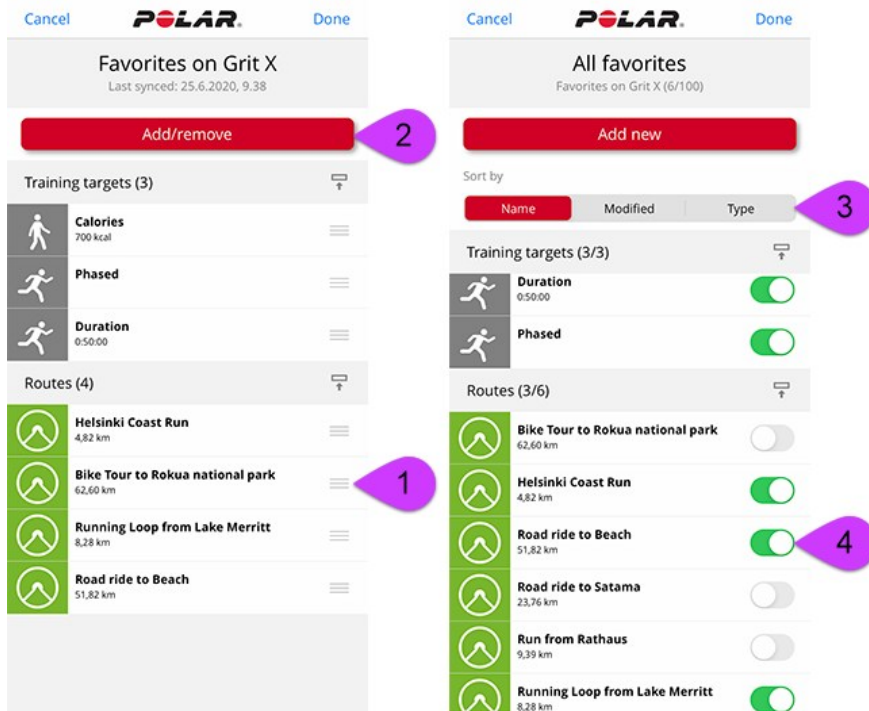 Cancel
POLAR.
Done
Favorites on Grit X
Last synced: 25.6.2020, 9.38
Add/remove
2
Training targets (3)
Calories
700 kcal
Phased
Duration
0:50:00
Routes (4)
Helsinki Coast Run
4,82 km
Bike Tour to Rokua national park
62,60 km
1
Running Loop from Lake Merritt
8,28 km
Road ride to Beach
51,82 km
Cancel
POLAR.
Done
All favorites
Favorites on Grit X (6/100)
Add new
Sort by
Name
Modified
Type
3
Training targets (3/3)
Duration
0:50:00
Phased
Routes (3/6)
Bike Tour to Rokua national park
62,60 km
Helsinki Coast Run
4,82 km
Road ride to Beach
51,82 km
4
Road ride to Satama
23,76 km
Run from Rathaus
9,39 km
Running Loop from Lake Merritt
8,28 km